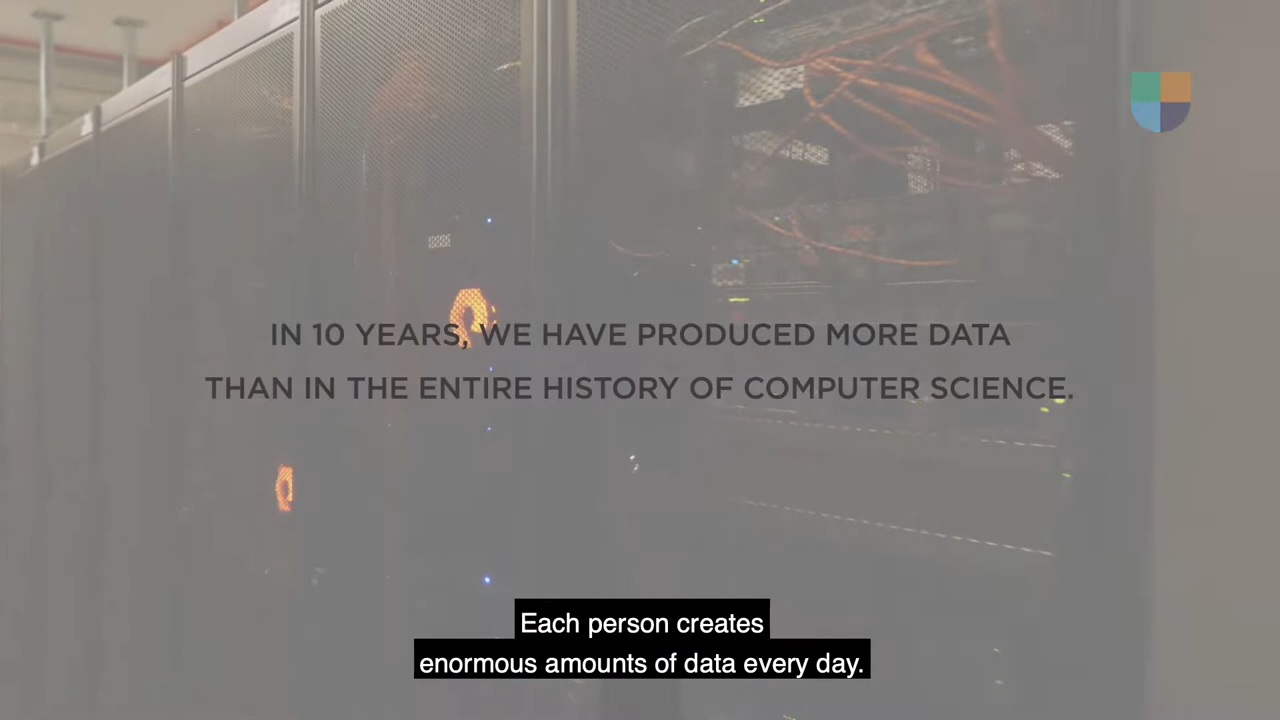 IN 10 YEARS, WE HAVE PRODUCED MORE DATA
THAN IN THE ENTIRE HISTORY OF COMPUTER SCIENCE.
Each person creates
enormous amounts of data every day.